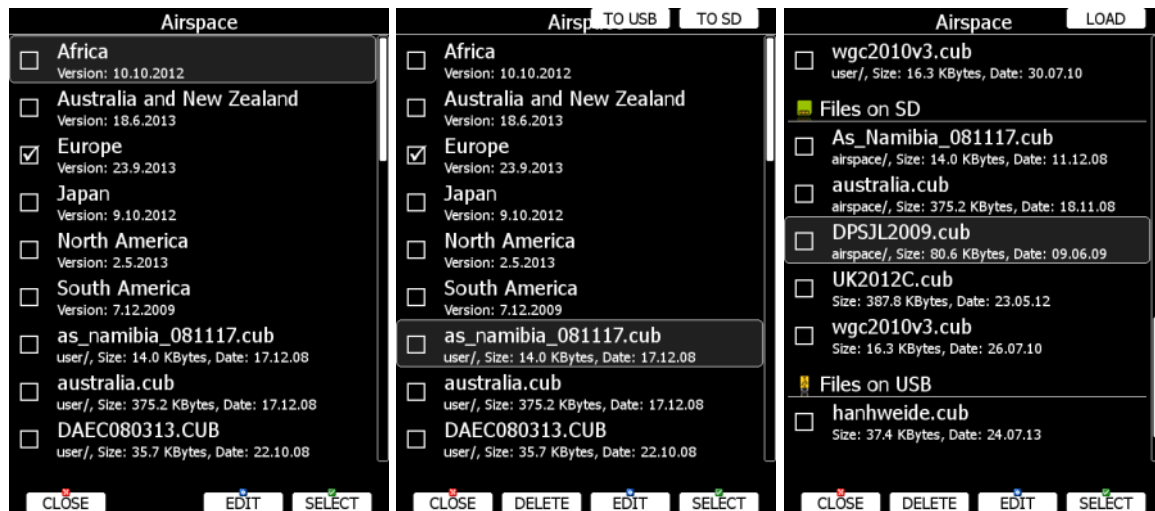 Airspace
Africa
Version: 10.10.2012
Australia and New Zealand
Version: 18.6.2013
Europe
Version: 23.9.2013
Japan
Version: 9.10.2012
North America
Version: 2.5.2013
South America
Version: 7.12.2009
as_namibia_081117.cub
user/, Size: 14.0 KBytes, Date: 17.12.08
australia.cub
user/, Size: 375.2 KBytes, Date: 17.12.08
DAEC080313.CUB
user/, Size: 35.7 KBytes, Date: 22.10.08
CLOSE
EDIT
SELECT
Airsp
TO USB
TO SD
Africa
Version: 10.10.2012
Australia and New Zealand
Version: 18.6.2013
Europe
Version: 23.9.2013
Japan
Version: 9.10.2012
North America
Version: 2.5.2013
South America
Version: 7.12.2009
as_namibia_081117.cub
user/, Size: 14.0 KBytes, Date: 17.12.08
australia.cub
user/, Size: 375.2 KBytes, Date: 17.12.08
DAEC080313.CUB
user/, Size: 35.7 KBytes, Date: 22.10.08
CLOSE
DELETE
EDIT
SELECT
Airspace
LOAD
wgc2010v3.cub
user/, Size: 16.3 KBytes, Date: 30.07.10
Files on SD
As_Namibia_081117.cub
airspace/, Size: 14.0 KBytes, Date: 11.12.08
australia.cub
airspace/, Size: 375.2 KBytes, Date: 18.11.08
DPSJL2009.cub
airspace/, Size: 80.6 KBytes, Date: 09.06.09
UK2012C.cub
Size: 387.8 KBytes, Date: 23.05.12
wgc2010v3.cub
Size: 16.3 KBytes, Date: 26.07.10
Files on USB
hanhweide.cub
Size: 37.4 KBytes, Date: 24.07.13
CLOSE
DELETE
EDIT
SELECT